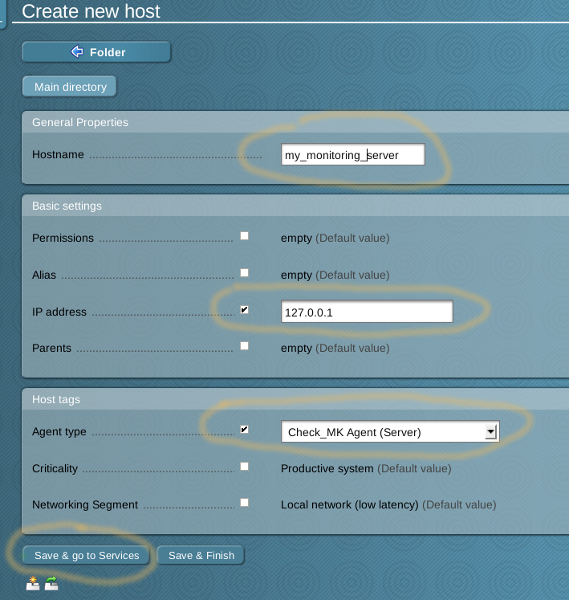 Create new host
Folder
Main directory
General Properties
Hostname my_monitoring_server
Basic settings
Permissions empty (Default value)
Alias empty (Default value)
IP address 127.0.0.1
Parents empty (Default value)
Host tags
Agent type Check_MK Agent (Server)
Criticality Productive system (Default value)
Networking Segment Local network (low latency) (Default value)
Save & go to Services Save & Finish